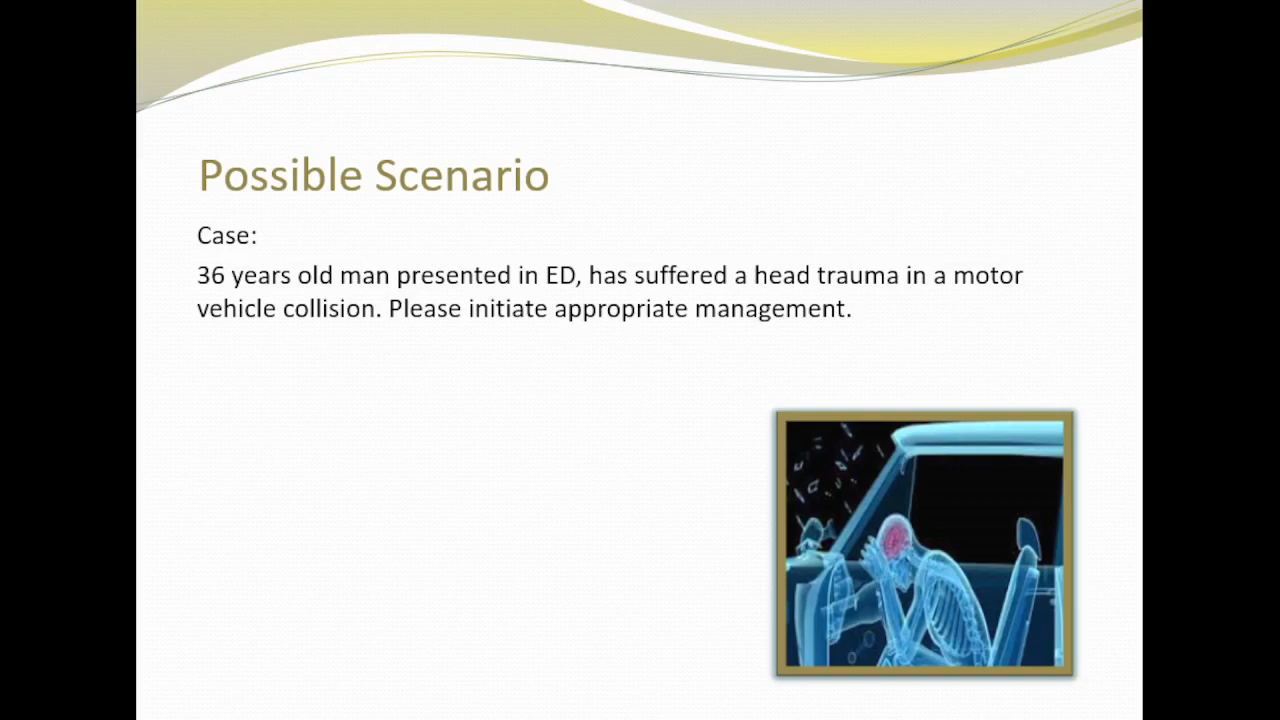 Possible Scenario
Case:
36 years old man presented in ED, has suffered a head trauma in a motor
vehicle collision. Please initiate appropriate management.